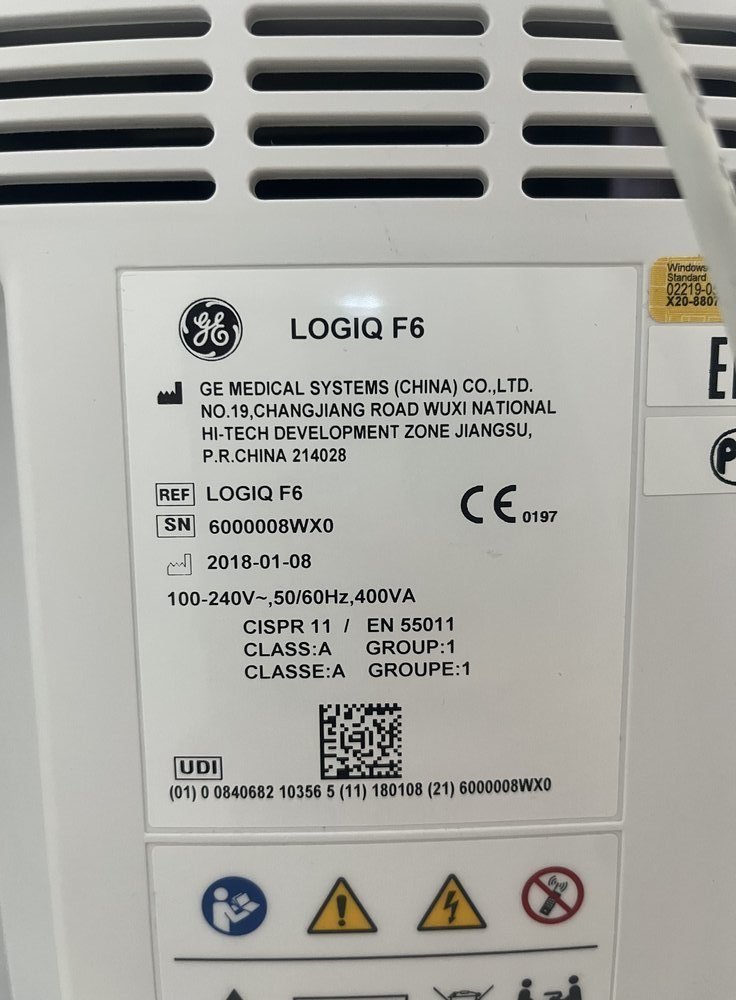 GE
LOGIQ F6
GE MEDICAL SYSTEMS (CHINA) CO.,LTD.
NO.19,CHANGJIANG ROAD WUXI NATIONAL
HI-TECH DEVELOPMENT ZONE JIANGSU,
P.R.CHINA 214028
REF LOGIQ F6
SN 6000008WX0
CE 0197
2018-01-08
100-240V~,50/60Hz,400VA
CISPR 11 / EN 55011
CLASS:A GROUP:1
CLASSE:A GROUPE:1
UDI
(01) 0 0840682 10356 5 (11) 180108 (21) 6000008WX0
Windows
Standard